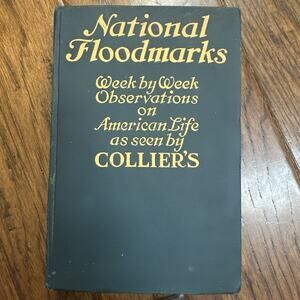 National
Floodmarks
Week by Week
Observations
on
American Life
as seen by
COLLIER'S